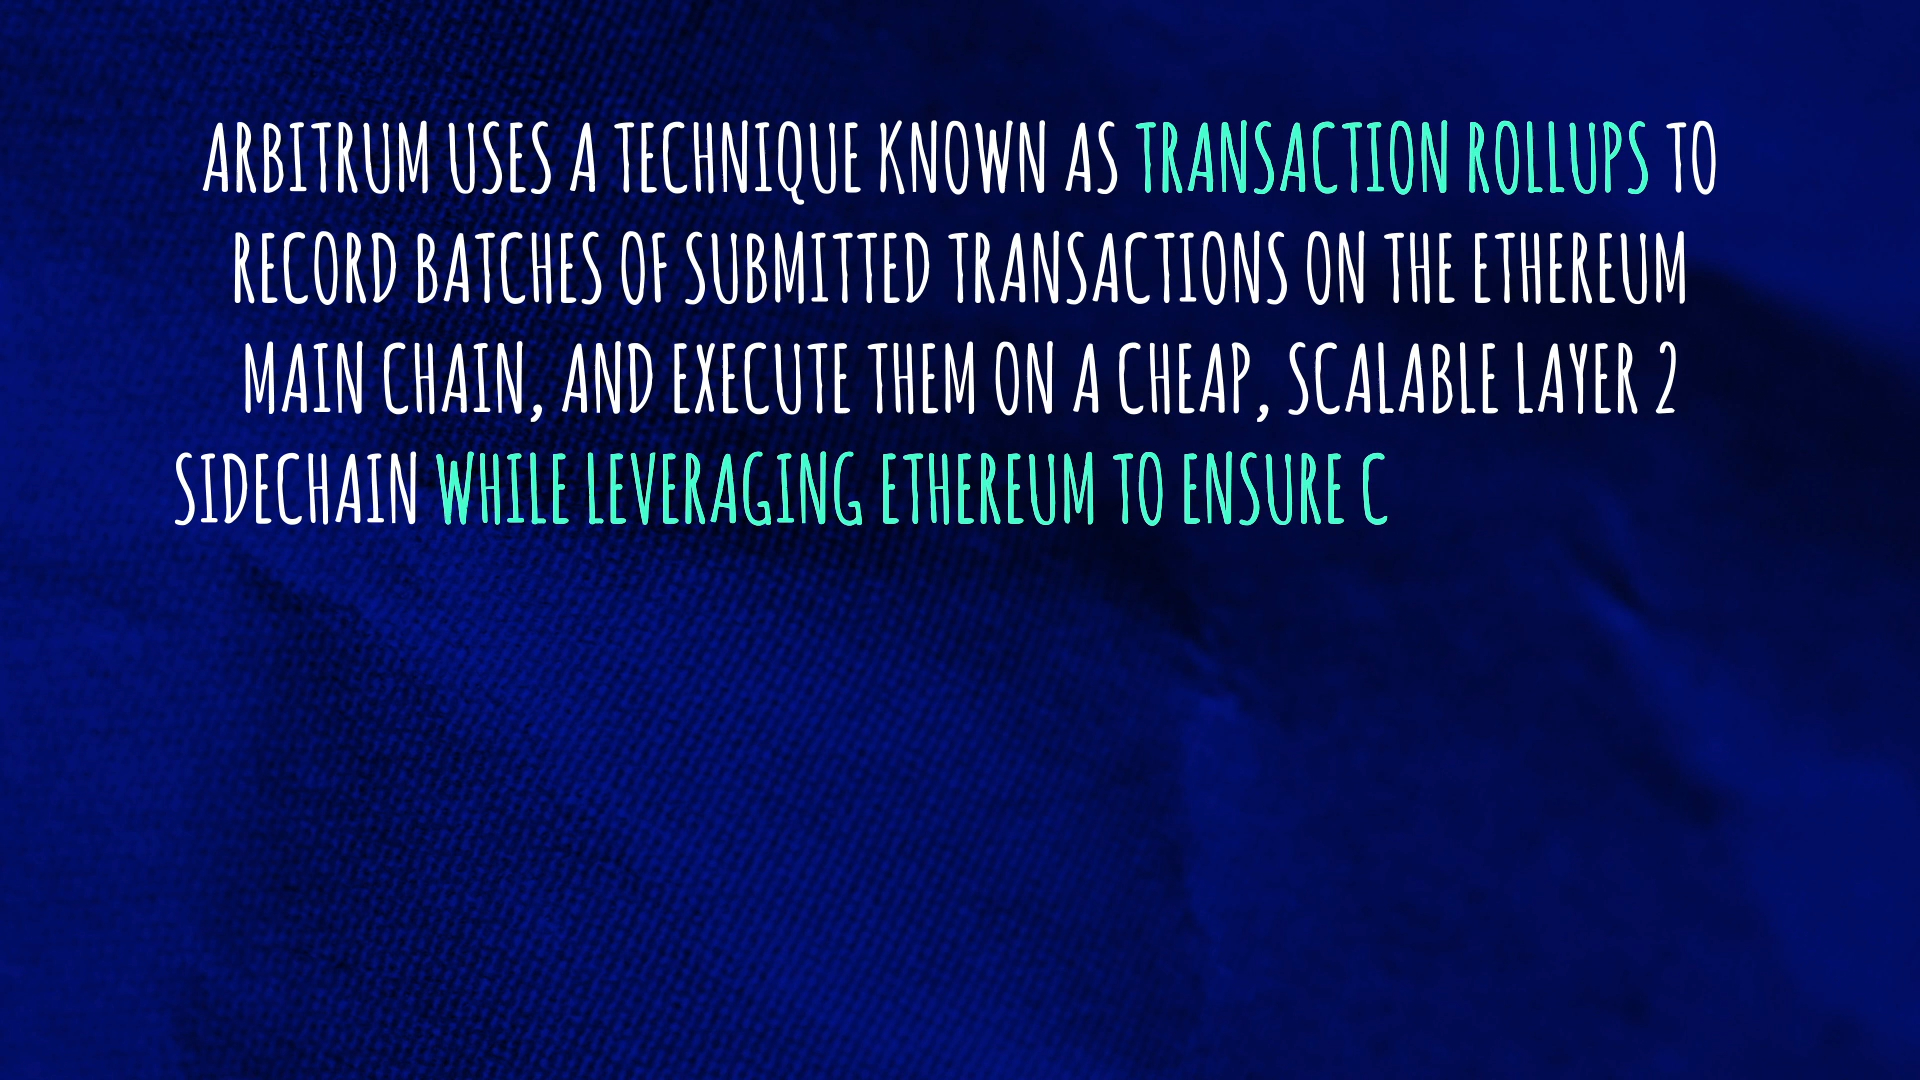 ARBITRUM USES A TECHNIQUE KNOWN AS TRANSACTION ROLLUPS TO
RECORD BATCHES OF SUBMITTED TRANSACTIONS ON THE ETHEREUM
MAIN CHAIN, AND EXECUTE THEM ON A CHEAP, SCALABLE LAYER 2
SIDECHAIN WHILE LEVERAGING ETHEREUM TO ENSURE C